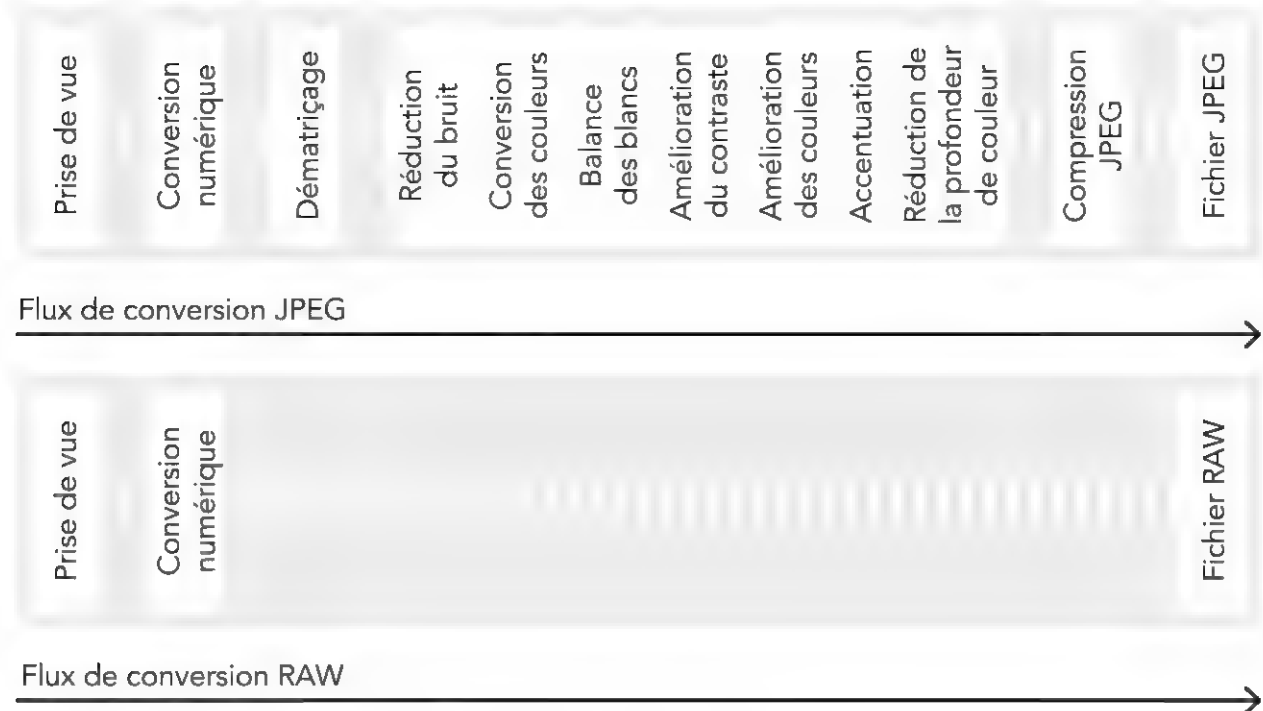 Prise de vue
Conversion
numérique
Dématriçage
Réduction
du bruit
Conversion
des couleurs
Balance
des blancs
Amélioration
du contraste
Amélioration
des couleurs
Accentuation
Réduction de
la profondeur
de couleur
Compression
JPEG
Fichier JPEG
Flux de conversion JPEG
Prise de vue
Conversion
numérique
Fichier RAW
Flux de conversion RAW